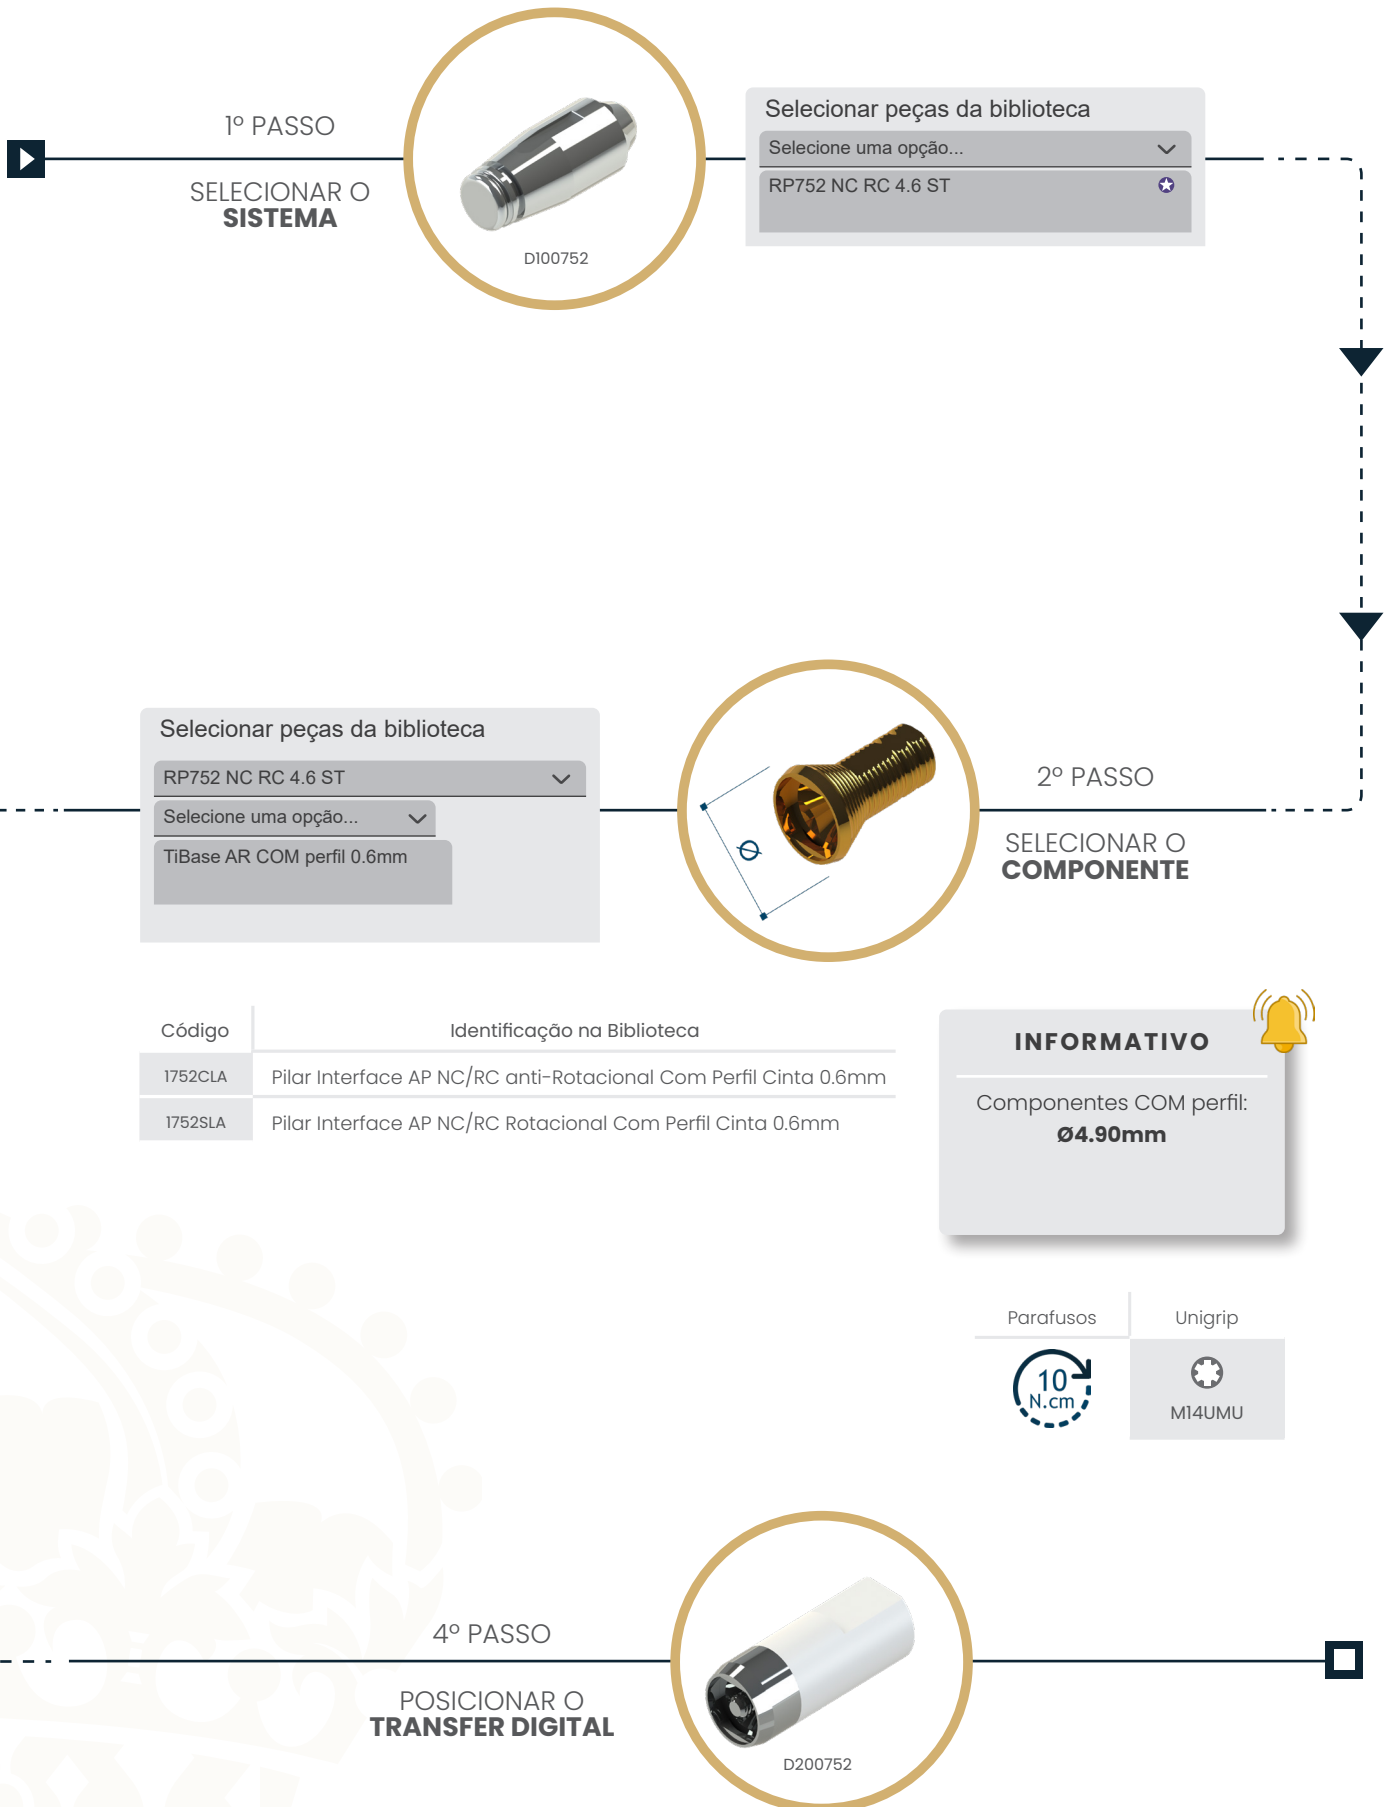 1º PASSO
SELECIONAR O
SISTEMA
D100752
Selecionar peças da biblioteca
Selecione uma opção...
RP752 NC RC 4.6 ST
Selecionar peças da biblioteca
RP752 NC RC 4.6 ST
Selecione uma opção...
TiBase AR COM perfil 0.6mm
Ø
2º PASSO
SELECIONAR O
COMPONENTE
Código Identificação na Biblioteca
1752CLA Pilar Interface AP NC/RC anti-Rotacional Com Perfil Cinta 0.6mm
1752SLA Pilar Interface AP NC/RC Rotacional Com Perfil Cinta 0.6mm
INFORMATIVO
Componentes COM perfil:
Ø4.90mm
Parafusos Unigrip
10
N.cm
M14UMU
4º PASSO
POSICIONAR O
TRANSFER DIGITAL
D200752